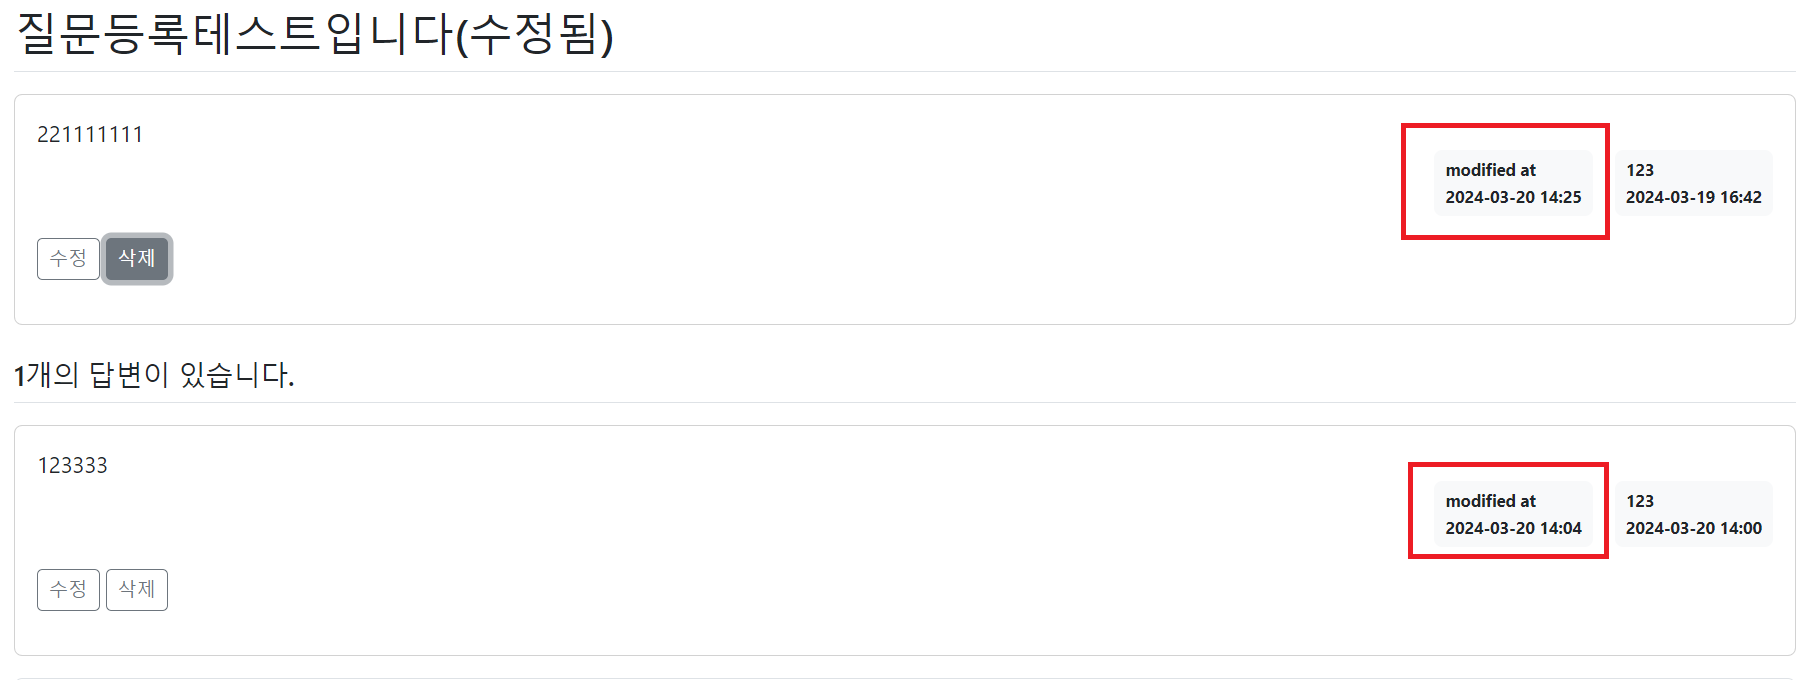 질문등록테스트입니다(수정됨)
221111111
modified at
2024-03-20 14:25
123
2024-03-19 16:42
수정 삭제
1개의 답변이 있습니다.
123333
modified at
2024-03-20 14:04
123
2024-03-20 14:00
수정 삭제